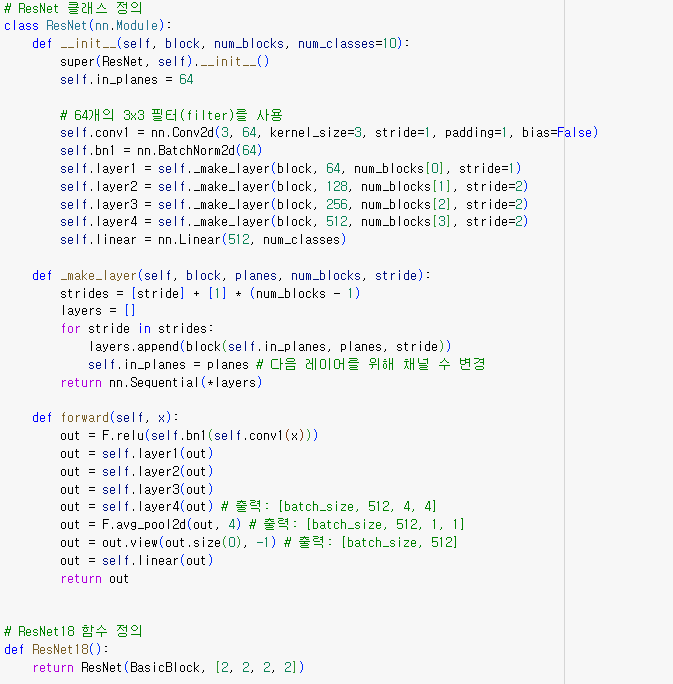 # ResNet 클래스 정의
class ResNet(nn.Module):
    def __init__(self, block, num_blocks, num_classes=10):
        super(ResNet, self).__init__()
        self.in_planes = 64

        # 64개의 3x3 필터(filter)를 사용
        self.conv1 = nn.Conv2d(3, 64, kernel_size=3, stride=1, padding=1, bias=False)
        self.bn1 = nn.BatchNorm2d(64)
        self.layer1 = self._make_layer(block, 64, num_blocks[0], stride=1)
        self.layer2 = self._make_layer(block, 128, num_blocks[1], stride=2)
        self.layer3 = self._make_layer(block, 256, num_blocks[2], stride=2)
        self.layer4 = self._make_layer(block, 512, num_blocks[3], stride=2)
        self.linear = nn.Linear(512, num_classes)

    def _make_layer(self, block, planes, num_blocks, stride):
        strides = [stride] + [1] * (num_blocks - 1)
        layers = []
        for stride in strides:
            layers.append(block(self.in_planes, planes, stride))
            self.in_planes = planes # 다음 레이어를 위해 채널 수 변경
        return nn.Sequential(*layers)

    def forward(self, x):
        out = F.relu(self.bn1(self.conv1(x)))
        out = self.layer1(out)
        out = self.layer2(out)
        out = self.layer3(out)
        out = self.layer4(out) # 출력: [batch_size, 512, 4, 4]
        out = F.avg_pool2d(out, 4) # 출력: [batch_size, 512, 1, 1]
        out = out.view(out.size(0), -1) # 출력: [batch_size, 512]
        out = self.linear(out)
        return out


# ResNet18 함수 정의
def ResNet18():
    return ResNet(BasicBlock, [2, 2, 2, 2])